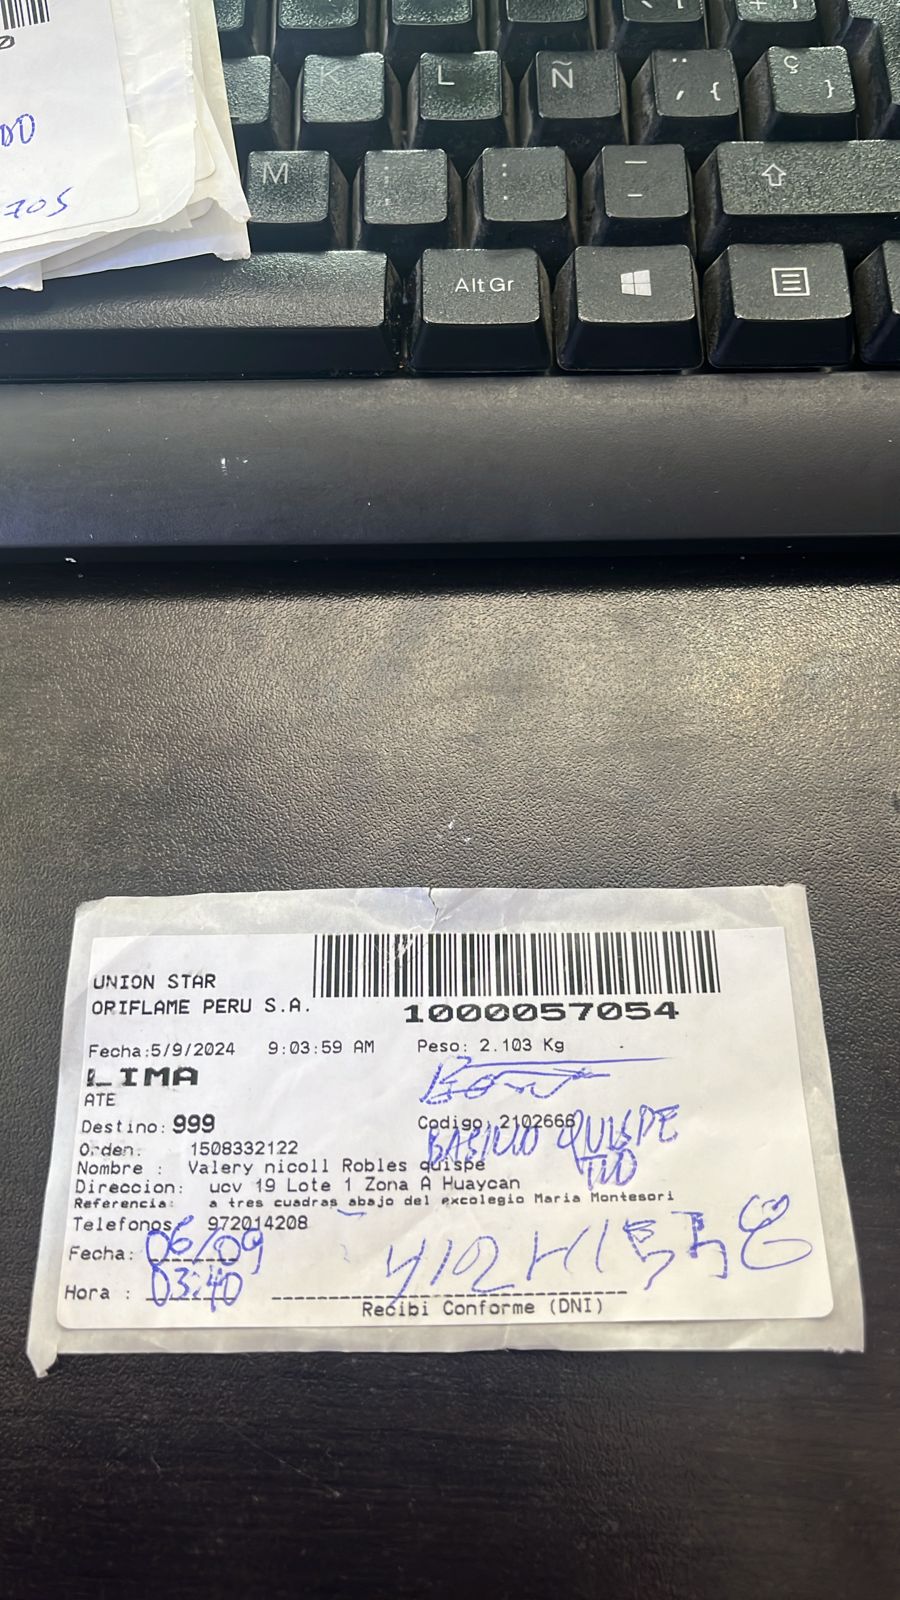 00
705
K
L
Ñ
¨ ´ {
Ç }
M
; ,
: .
_ -
Alt Gr
UNION STAR
ORIFLAME PERU S.A.
1000057054
Fecha:5/9/2024 9:03:59 AM Peso: 2.103 Kg
LIMA
ATE
Destino: 999 Codigo: 2102666
BASILIO QUISPE
TIO
Orden: 1508332122
Nombre : Valery nicoll Robles quispe
Direccion: ucv 19 Lote 1 Zona A Huaycan
Referencia: a tres cuadras abajo del excolegio Maria Montesori
Telefonos 972014208
Fecha: 06/09
Hora : 03:40
Recibi Conforme (DNI)